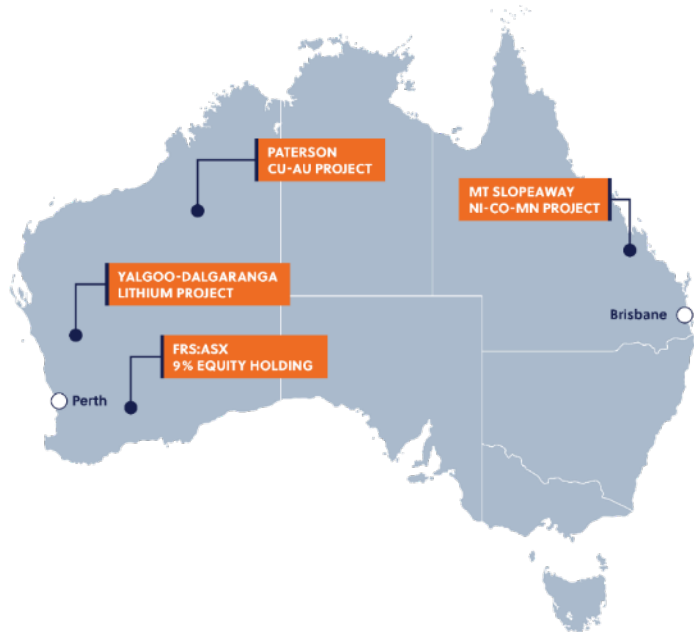 PATERSON
CU-AU PROJECT
MT SLOPEAWAY
NI-CO-MN PROJECT
YALGOO-DALGARANGA
LITHIUM PROJECT
Brisbane
FRS:ASX
9% EQUITY HOLDING
Perth